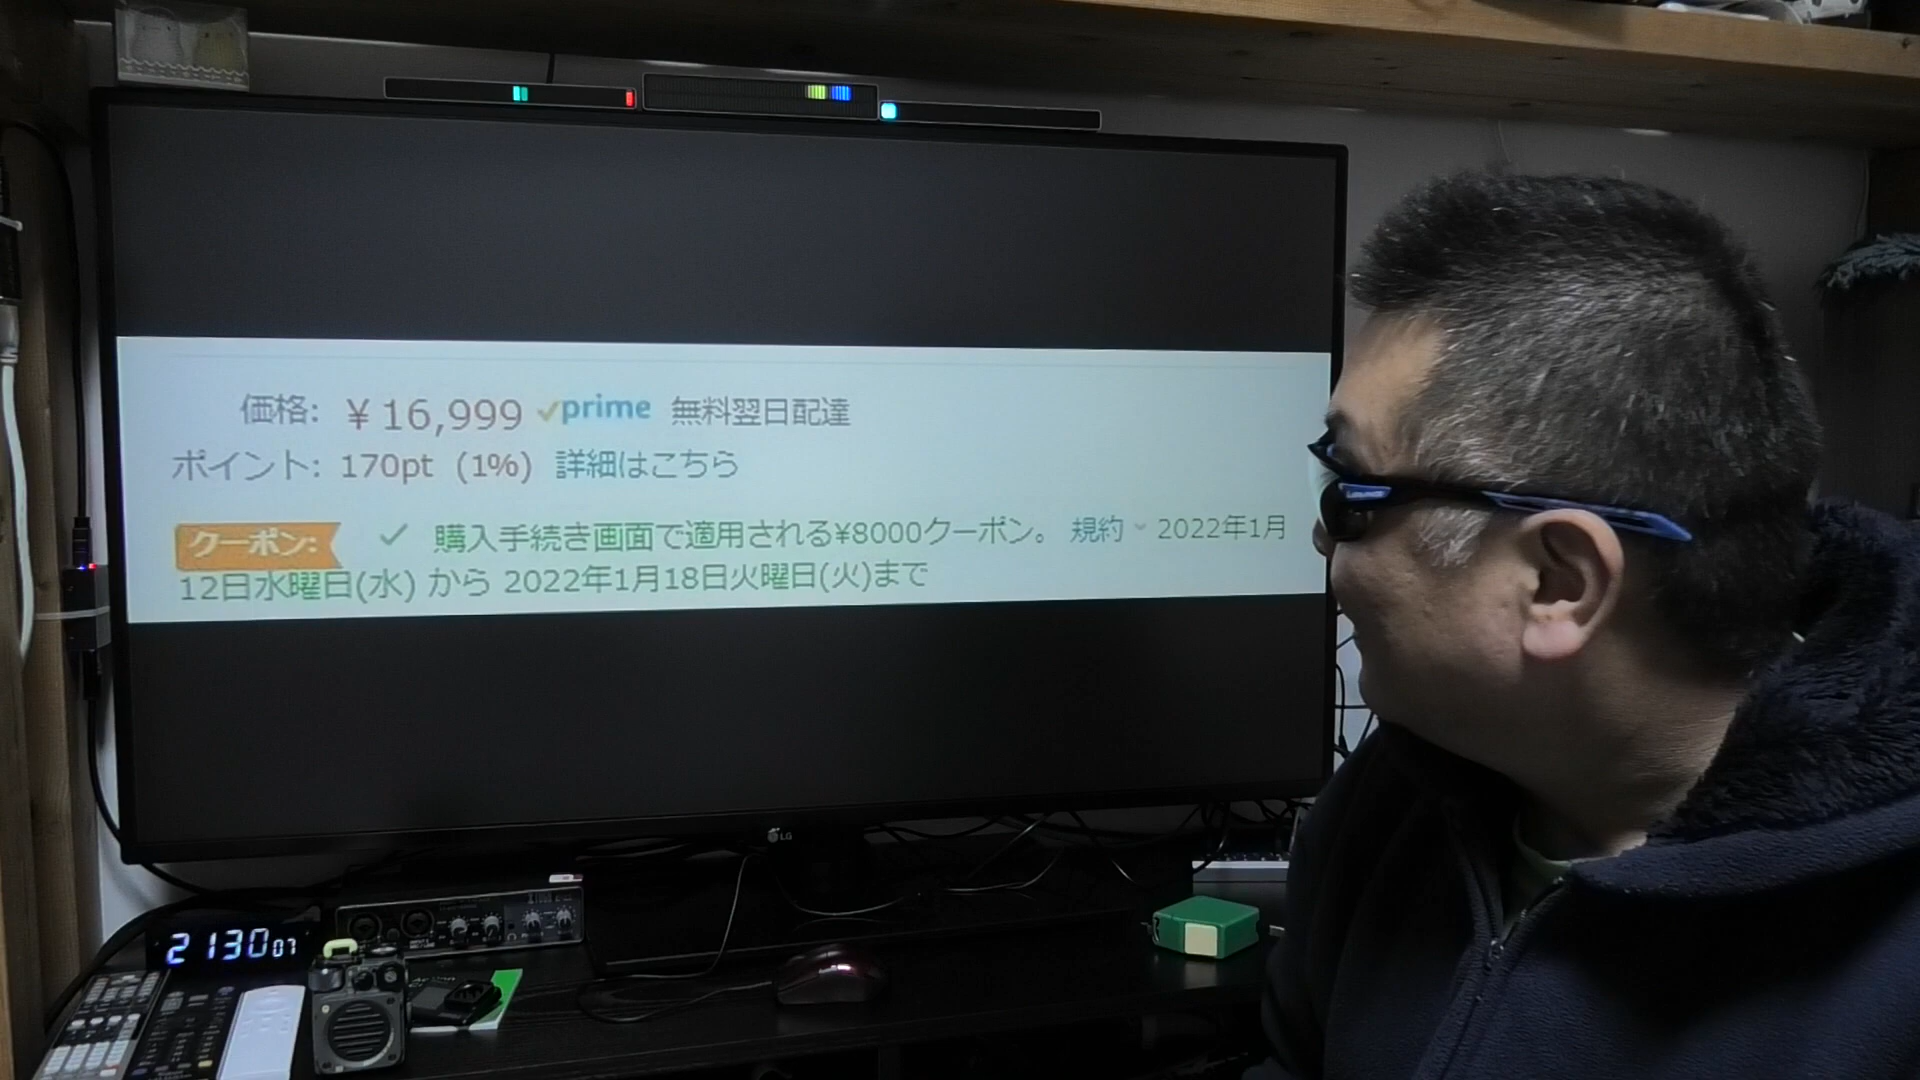 価格: ￥16,999 prime 無料翌日配達
ポイント: 170pt (1%) 詳細はこちら
クーポン: 購入手続き画面で適用される¥8000クーポン。 規約 2022年1月
12日水曜日(水) から 2022年1月18日火曜日(火)まで
LG
213007